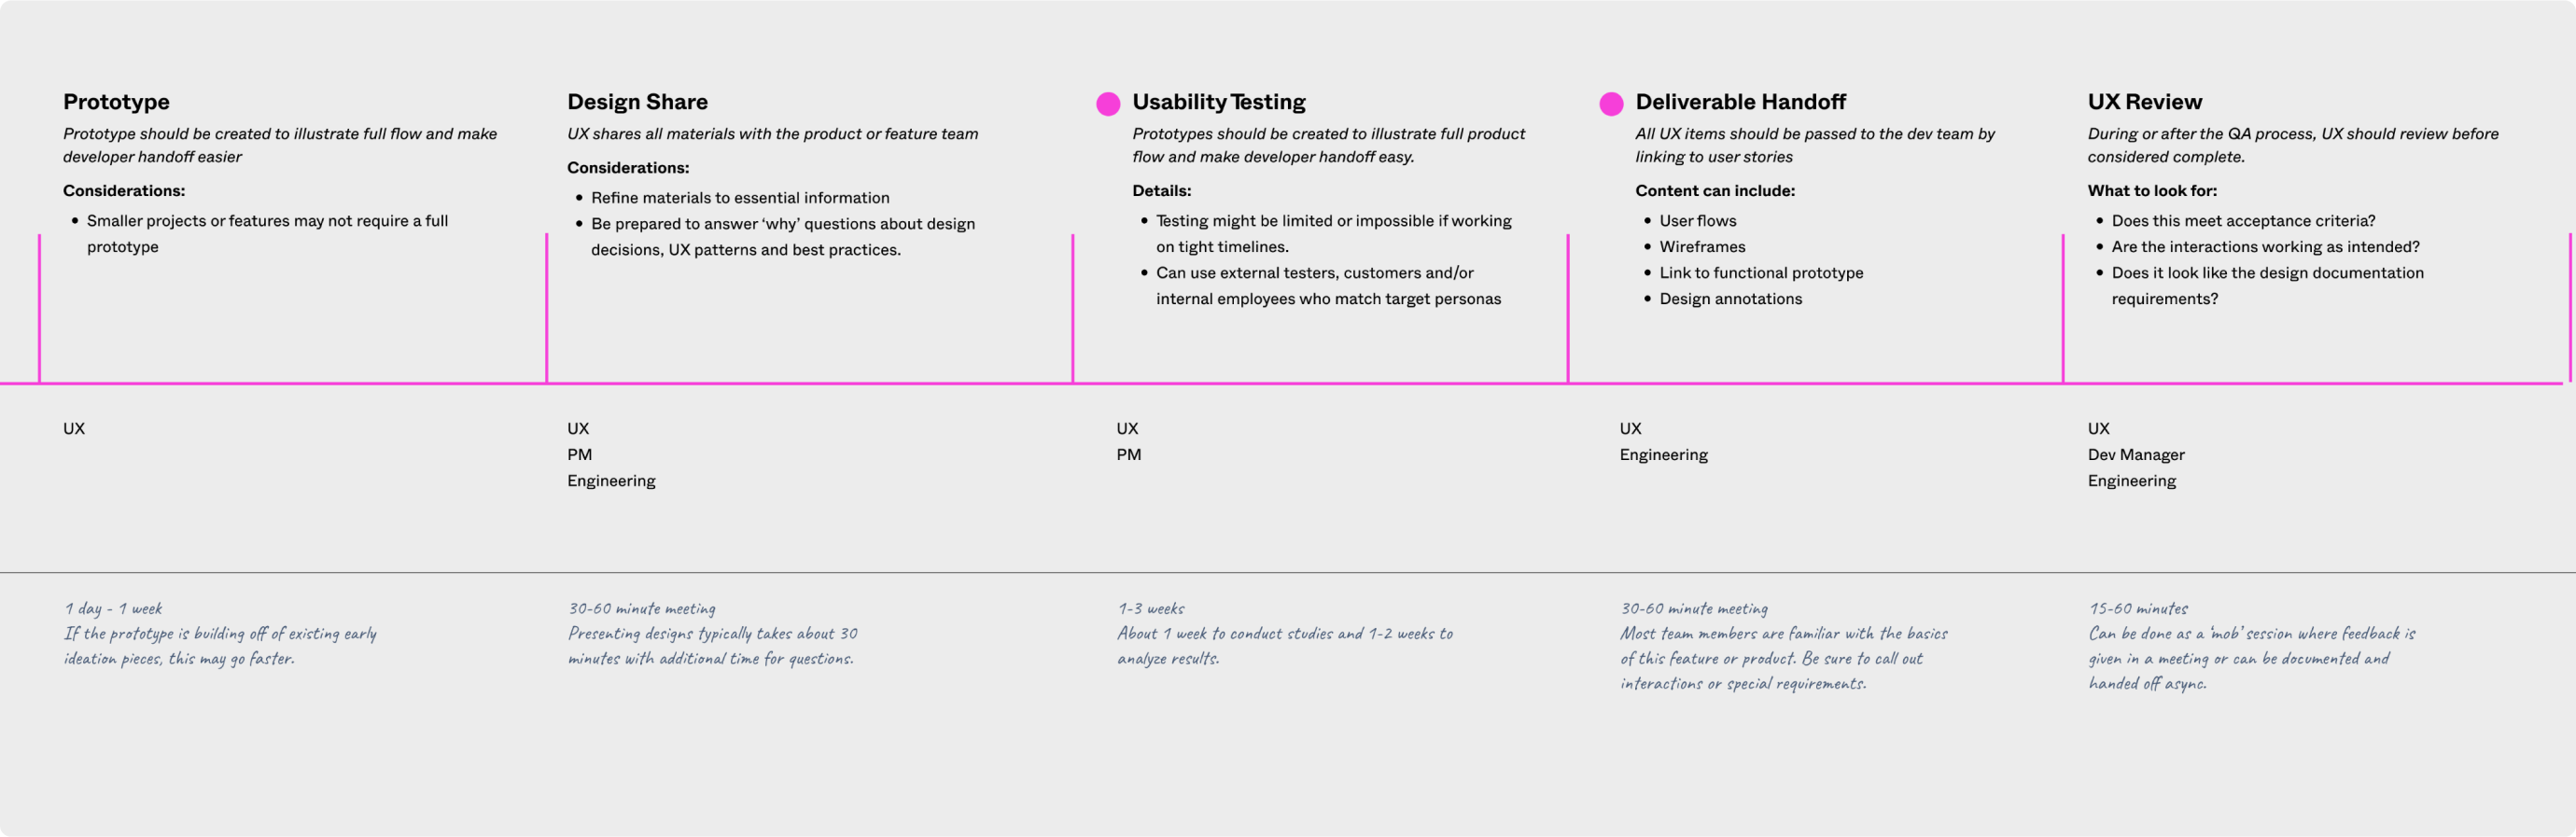 Prototype
Prototype should be created to illustrate full flow and make
developer handoff easier
Considerations:
• Smaller projects or features may not require a full
prototype
Design Share
UX shares all materials with the product or feature team
Considerations:
• Refine materials to essential information
• Be prepared to answer ‘why’ questions about design
decisions, UX patterns and best practices.
Usability Testing
Prototypes should be created to illustrate full product
flow and make developer handoff easy.
Details:
• Testing might be limited or impossible if working
on tight timelines.
• Can use external testers, customers and/or
internal employees who match target personas
Deliverable Handoff
All UX items should be passed to the dev team by
linking to user stories
Content can include:
• User flows
• Wireframes
• Link to functional prototype
• Design annotations
UX Review
During or after the QA process, UX should review before
considered complete.
What to look for:
• Does this meet acceptance criteria?
• Are the interactions working as intended?
• Does it look like the design documentation
requirements?
UX
UX
PM
Engineering
UX
PM
UX
Engineering
UX
Dev Manager
Engineering
1 day - 1 week
If the prototype is building off of existing early
ideation pieces, this may go faster.
30-60 minute meeting
Presenting designs typically takes about 30
minutes with additional time for questions.
1-3 weeks
About 1 week to conduct studies and 1-2 weeks to
analyze results.
30-60 minute meeting
Most team members are familiar with the basics
of this feature or product. Be sure to call out
interactions or special requirements.
15-60 minutes
Can be done as a ‘mob’ session where feedback is
given in a meeting or can be documented and
handed off async.